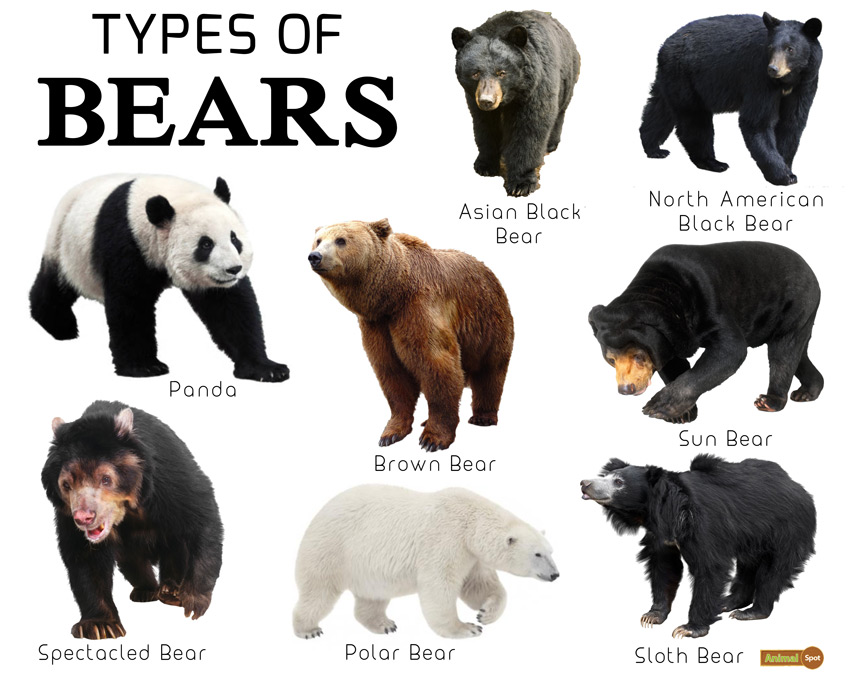 TYPES OF
BEARS
Asian Black
Bear
North American
Black Bear
Panda
Brown Bear
Sun Bear
Spectacled Bear
Polar Bear
Sloth Bear
Animal Spot